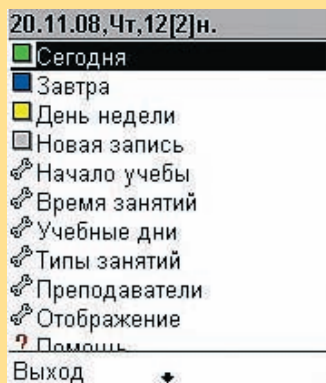 20.11.08,Чт,12[2]н.
Сегодня
Завтра
День недели
Новая запись
Начало учебы
Время занятий
Учебные дни
Типы занятий
Преподаватели
Отображение
? Помощь
Выход